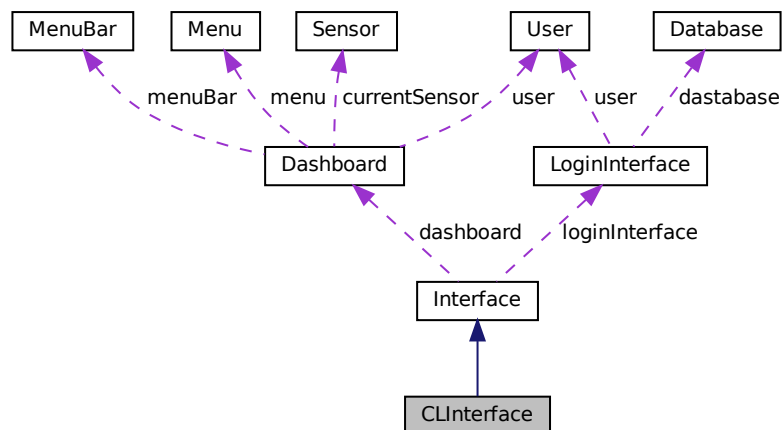 MenuBar
Menu
Sensor
User
Database
menuBar
menu
currentSensor
user
user
dastabase
Dashboard
LoginInterface
dashboard
loginInterface
Interface
CLInterface